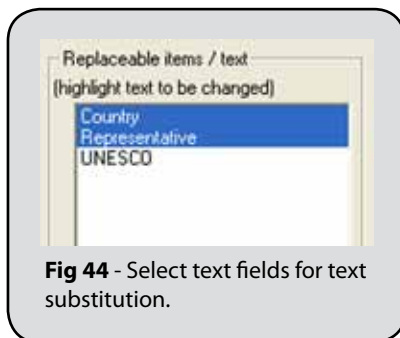 Replaceable items / text
(highlight text to be changed)
Country
Representative
UNESCO
Fig 44 - Select text fields for text
substitution.